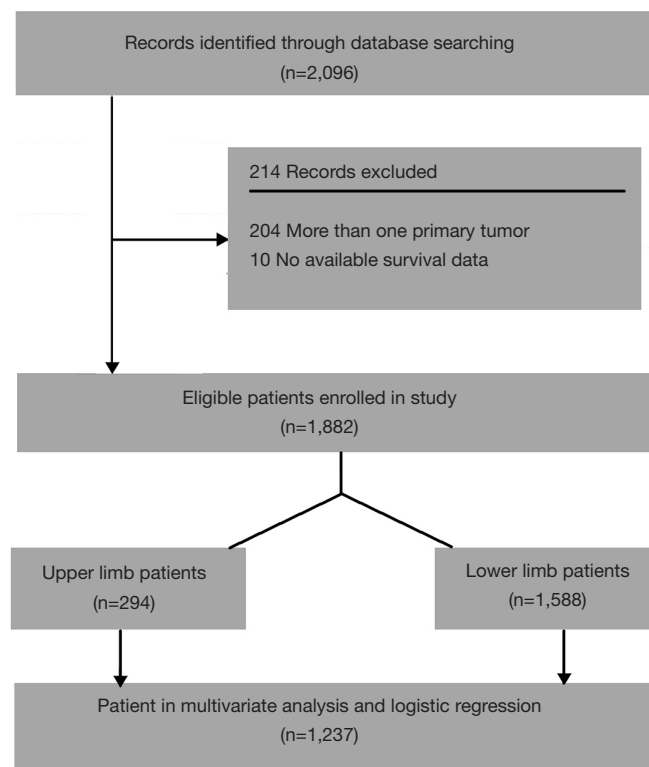 Records identified through database searching
(n=2,096)
214 Records excluded
204 More than one primary tumor
10 No available survival data
Eligible patients enrolled in study
(n=1,882)
Upper limb patients
(n=294)
Lower limb patients
(n=1,588)
Patient in multivariate analysis and logistic regression
(n=1,237)